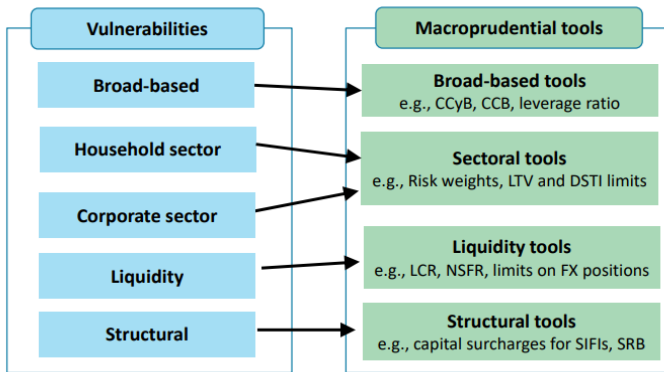 Vulnerabilities
Broad-based
Household sector
Corporate sector
Liquidity
Structural
Macroprudential tools
Broad-based tools
e.g., CCyB, CCB, leverage ratio
Sectoral tools
e.g., Risk weights, LTV and DSTI limits
Liquidity tools
e.g., LCR, NSFR, limits on FX positions
Structural tools
e.g., capital surcharges for SIFIs, SRB